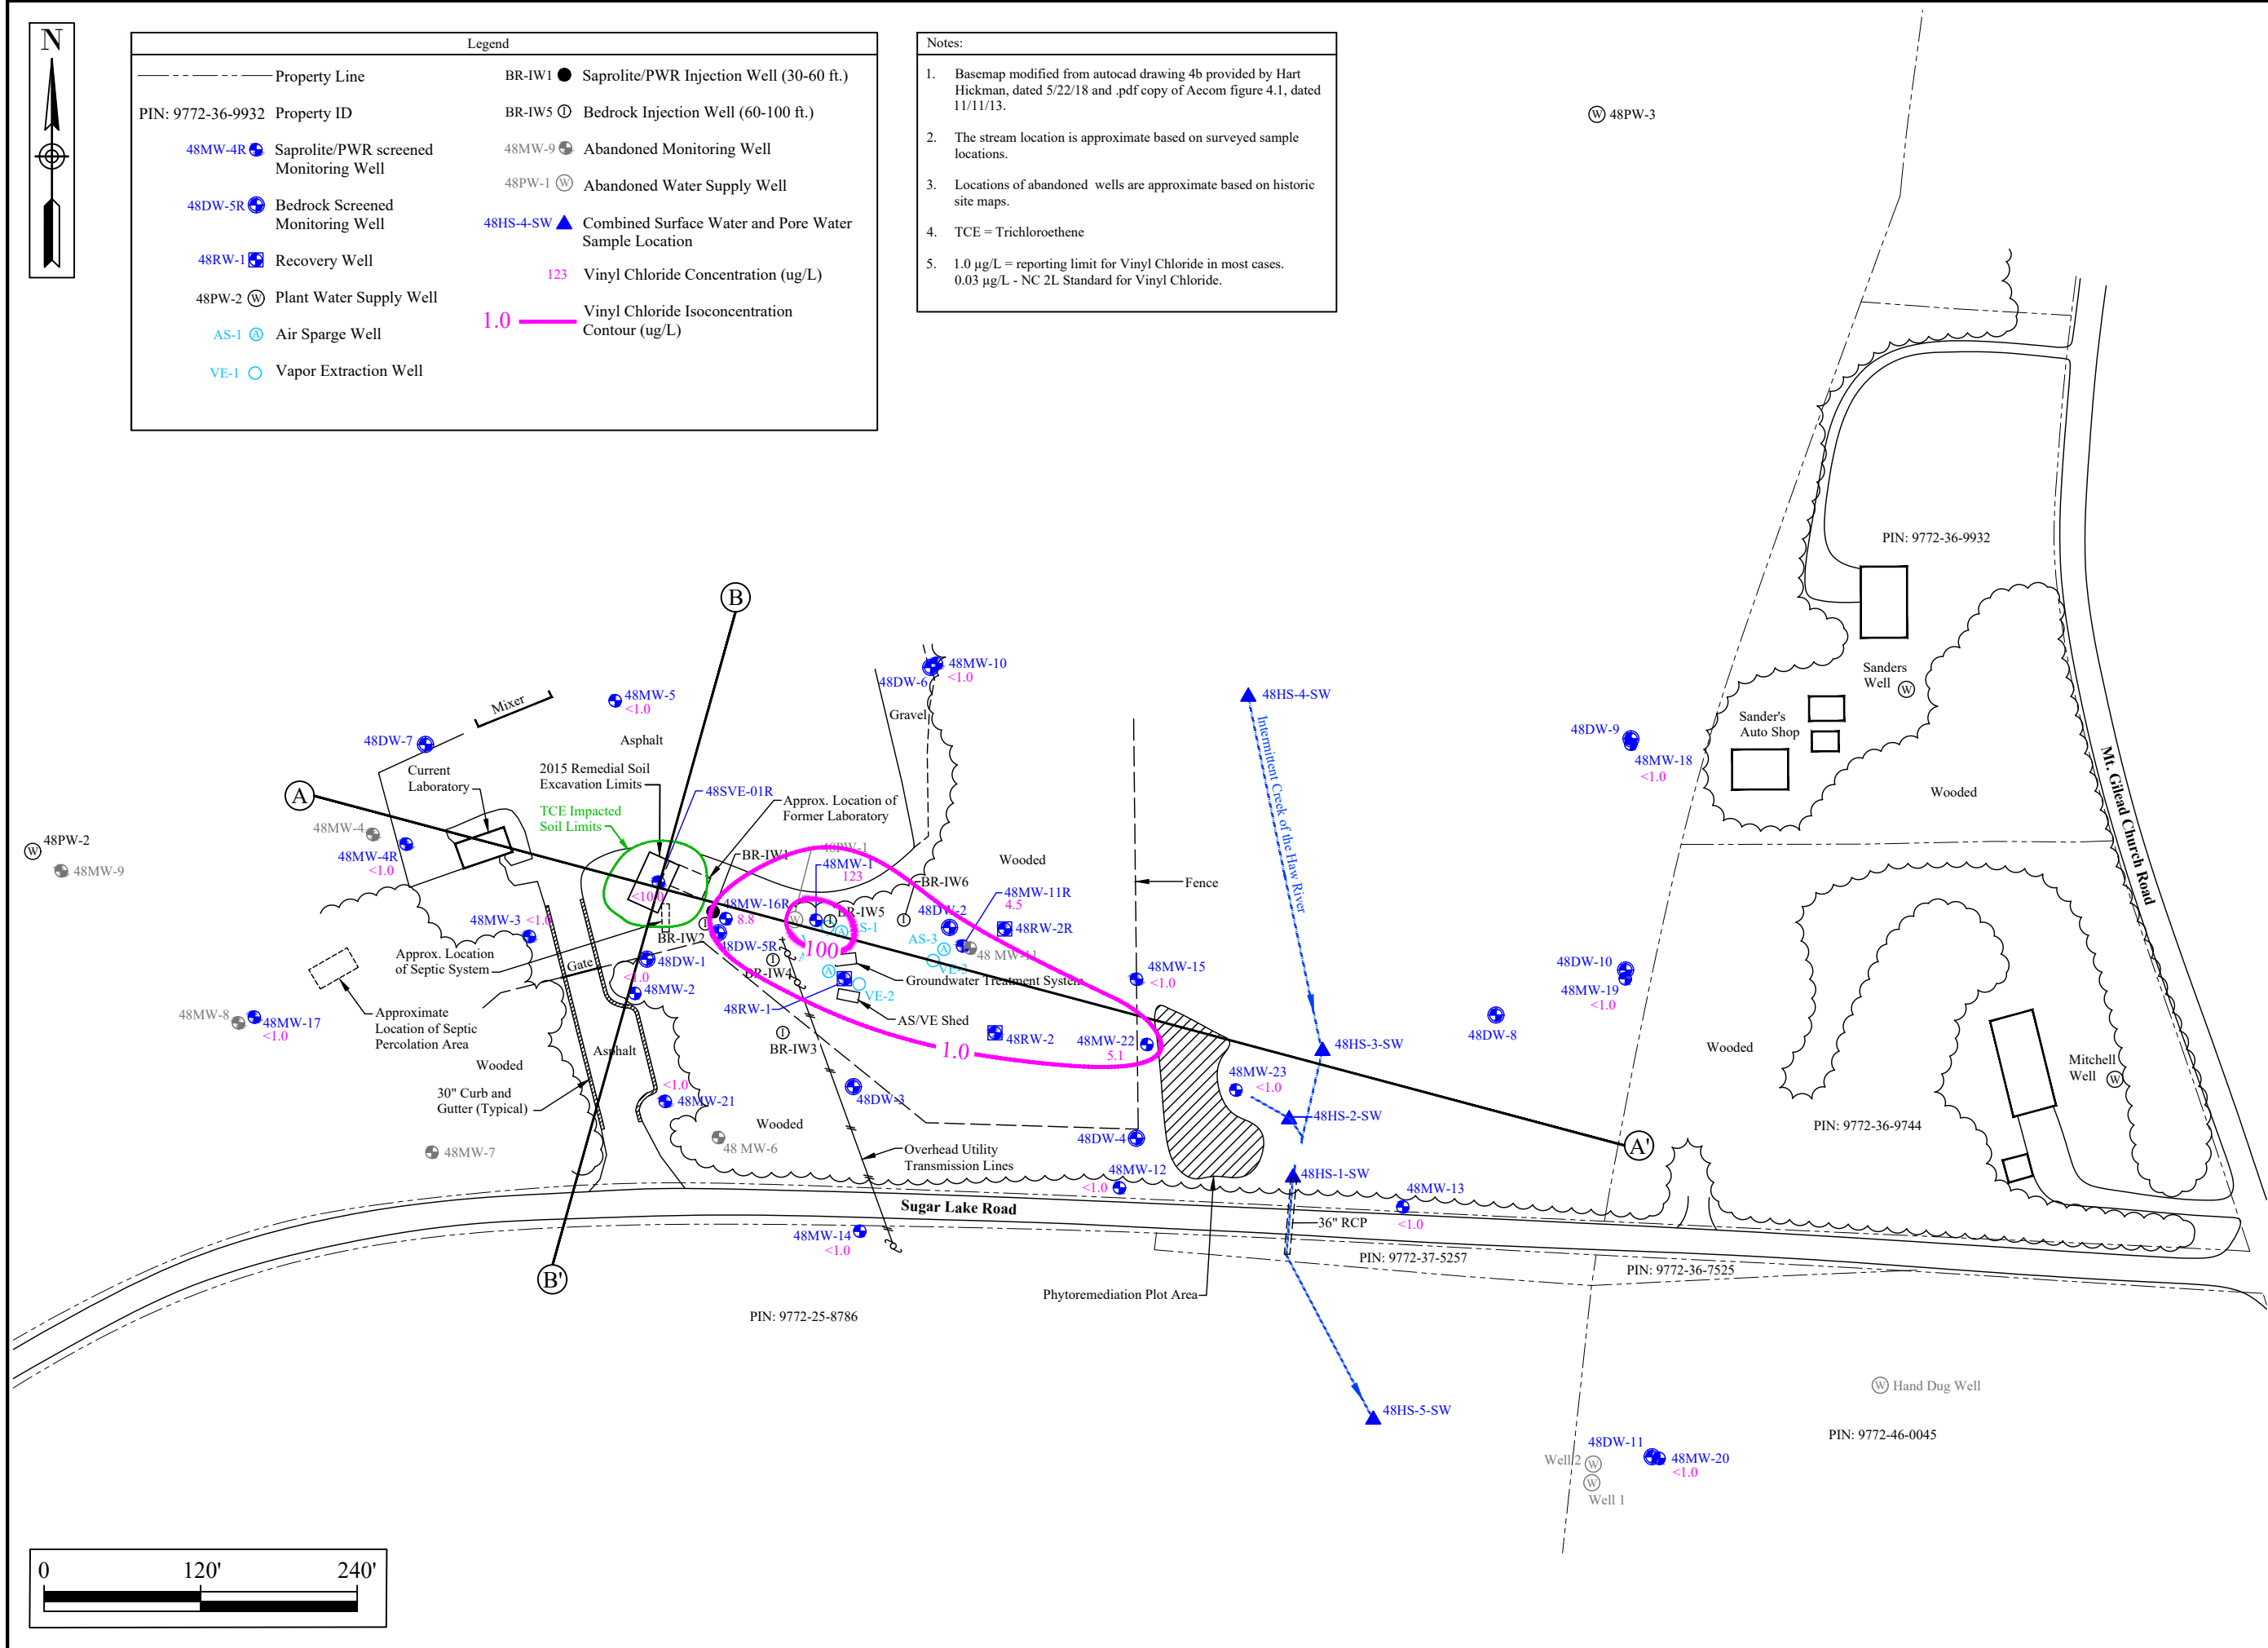 N
Legend
Property Line
PIN: 9772-36-9932 Property ID
48MW-4R Saprolite/PWR screened
Monitoring Well
48DW-5R Bedrock Screened
Monitoring Well
48RW-1 Recovery Well
48PW-2 W Plant Water Supply Well
AS-1 A Air Sparge Well
VE-1 Vapor Extraction Well
BR-IW1 Saprolite/PWR Injection Well (30-60 ft.)
BR-IW5 I Bedrock Injection Well (60-100 ft.)
48MW-9 Abandoned Monitoring Well
48PW-1 W Abandoned Water Supply Well
48HS-4-SW Combined Surface Water and Pore Water
Sample Location
123 Vinyl Chloride Concentration (ug/L)
1.0 Vinyl Chloride Isoconcentration
Contour (ug/L)
Notes:
1. Basemap modified from autocad drawing 4b provided by Hart
Hickman, dated 5/22/18 and .pdf copy of Aecom figure 4.1, dated
11/11/13.
2. The stream location is approximate based on surveyed sample
locations.
3. Locations of abandoned wells are approximate based on historic
site maps.
4. TCE = Trichloroethene
5. 1.0 µg/L = reporting limit for Vinyl Chloride in most cases.
0.03 µg/L - NC 2L Standard for Vinyl Chloride.
W 48PW-3
PIN: 9772-36-9932
B
48MW-10
<1.0
48DW-6
Sanders
Well W
48MW-5
<1.0
Mixer
48HS-4-SW
Gravel
Sander's
Auto Shop
48DW-9
48MW-18
<1.0
48DW-7
Asphalt
Intermittent Creek of the Haw River
Mt. Gilead Church Road
Current
Laboratory
2015 Remedial Soil
Excavation Limits
48SVE-01R
A
Approx. Location of
Former Laboratory
TCE Impacted
Soil Limits
Wooded
48MW-4
48PW-2
W
48MW-9
48MW-4R
<1.0
BR-IW1
48PW-1
48MW-1
123
Wooded
BR-IW6
Fence
<10.0
48MW-16R
8.8
W
I
BR-IW5
I
48MW-11R
4.5
48DW-2
48RW-2R
48MW-3 <1.0
BR-IW2
I
48DW-5R
A
AS-1
100
AS-3
A
48 MW-11
VE-3
Approx. Location
of Septic System
Gate
48DW-1
<1.0
48MW-2
I
BR-IW4
A
VE-2
Groundwater Treatment System
48MW-15
<1.0
48DW-10
48MW-19
<1.0
48MW-8
48MW-17
<1.0
Approximate
Location of Septic
Percolation Area
48RW-1
AS/VE Shed
48DW-8
I
BR-IW3
48RW-2
1.0
48MW-22
5.1
48HS-3-SW
Wooded
Asphalt
Wooded
Mitchell
Well W
48MW-23
<1.0
30" Curb and
Gutter (Typical)
<1.0
48MW-21
48DW-3
48HS-2-SW
Wooded
PIN: 9772-36-9744
48 MW-6
48DW-4
A'
48MW-7
Overhead Utility
Transmission Lines
48MW-12
<1.0
48HS-1-SW
48MW-13
<1.0
Sugar Lake Road
36" RCP
48MW-14
<1.0
PIN: 9772-37-5257
PIN: 9772-36-7525
B'
Phytoremediation Plot Area
PIN: 9772-25-8786
W Hand Dug Well
48HS-5-SW
PIN: 9772-46-0045
48DW-11
48MW-20
<1.0
Well 2 W
W
Well 1
0 120' 240'